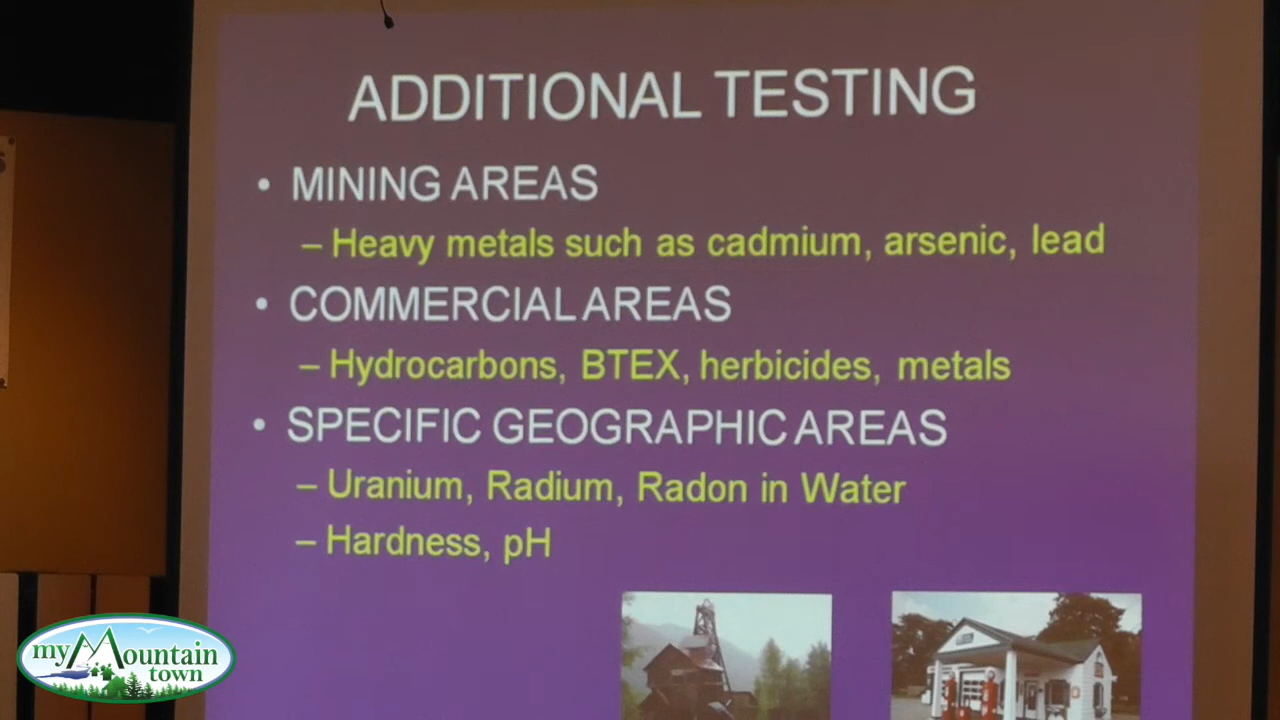 ADDITIONAL TESTING
• MINING AREAS
– Heavy metals such as cadmium, arsenic, lead
• COMMERCIAL AREAS
– Hydrocarbons, BTEX, herbicides, metals
• SPECIFIC GEOGRAPHIC AREAS
– Uranium, Radium, Radon in Water
– Hardness, pH
my Mountain
town